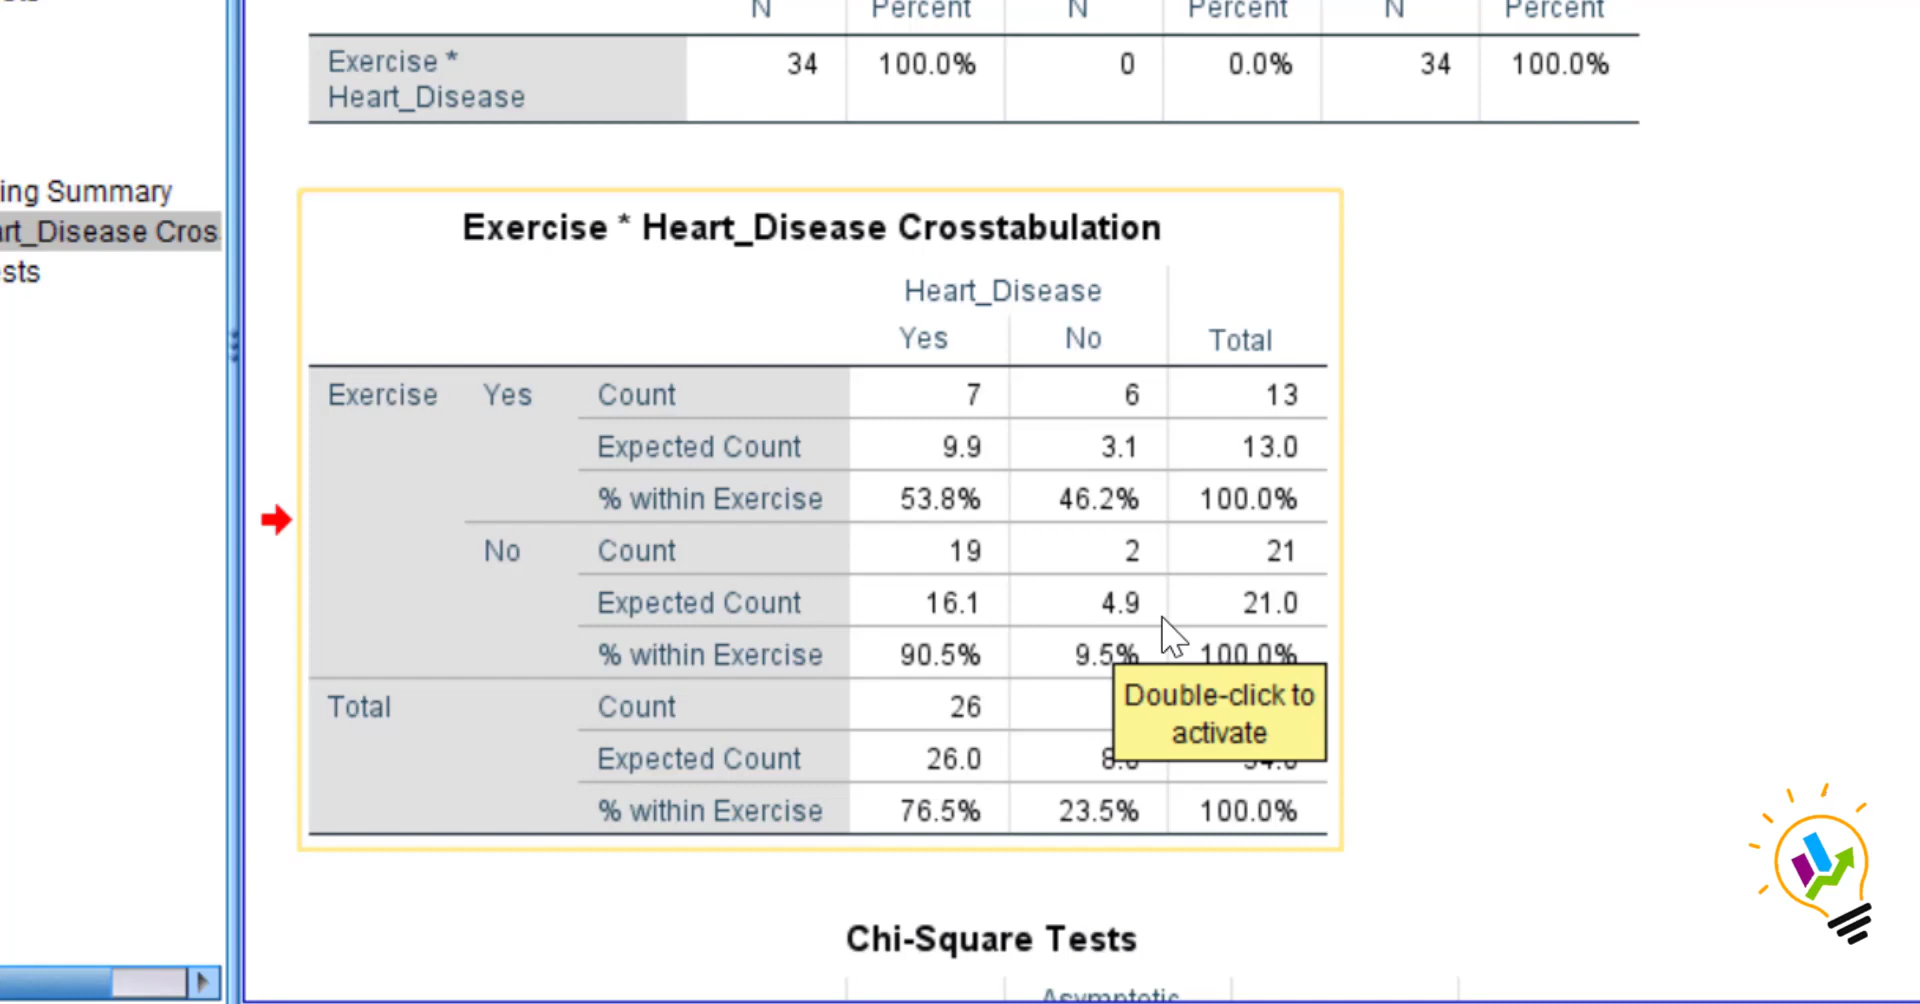 N Percent N Percent N Percent
Exercise * 34 100.0% 0 0.0% 34 100.0%
Heart_Disease
ing Summary
rt_Disease Cros
sts
Exercise * Heart_Disease Crosstabulation
Heart_Disease
Yes No Total
Exercise Yes Count 7 6 13
Expected Count 9.9 3.1 13.0
% within Exercise 53.8% 46.2% 100.0%
No Count 19 2 21
Expected Count 16.1 4.9 21.0
% within Exercise 90.5% 9.5% 100.0%
Total Count 26
Expected Count 26.0
% within Exercise 76.5% 23.5% 100.0%
Double-click to
activate
Chi-Square Tests
Asymptotic